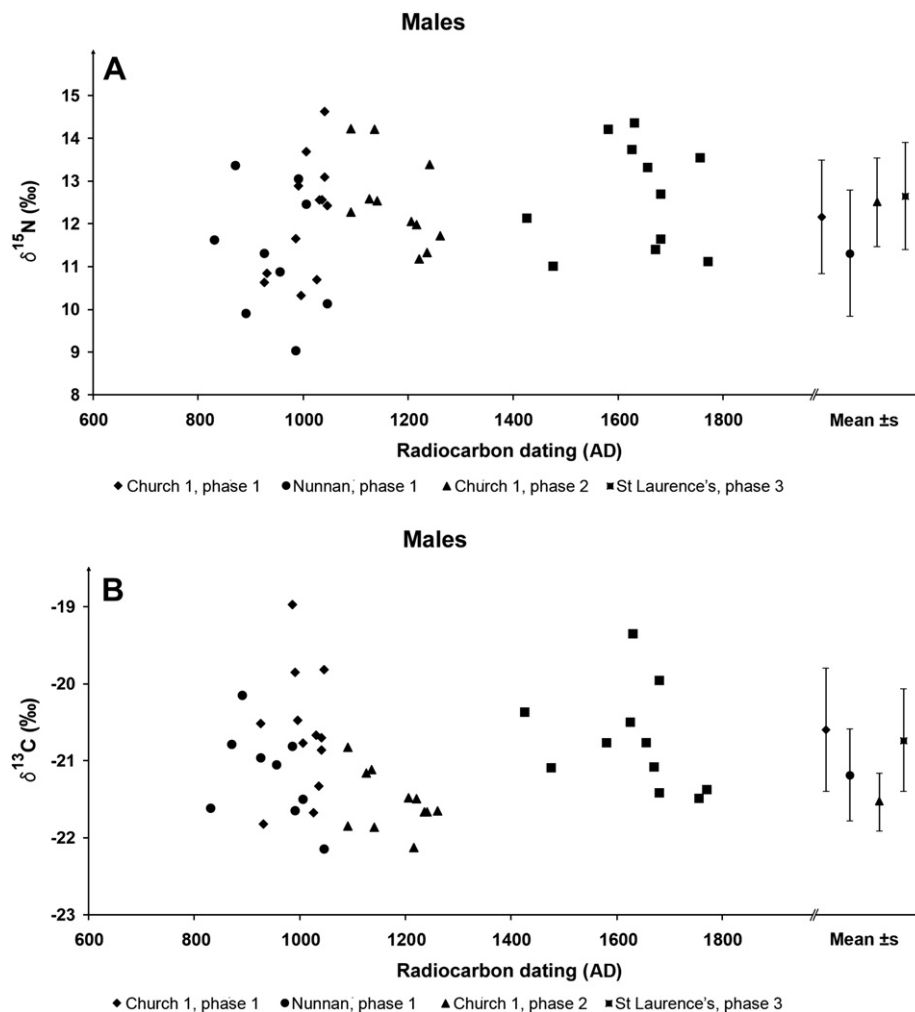 Males
A
15
14
13
12
11
10
9
8
δ15N (‰)
600 800 1000 1200 1400 1600 1800 Mean ±s
Radiocarbon dating (AD)
♦ Church 1, phase 1 ● Nunnan, phase 1 ▲ Church 1, phase 2 ■ St Laurence's, phase 3
Males
B
-19
-20
-21
-22
-23
δ13C (‰)
600 800 1000 1200 1400 1600 1800 Mean ±s
Radiocarbon dating (AD)
♦ Church 1, phase 1 ● Nunnan, phase 1 ▲ Church 1, phase 2 ■ St Laurence's, phase 3